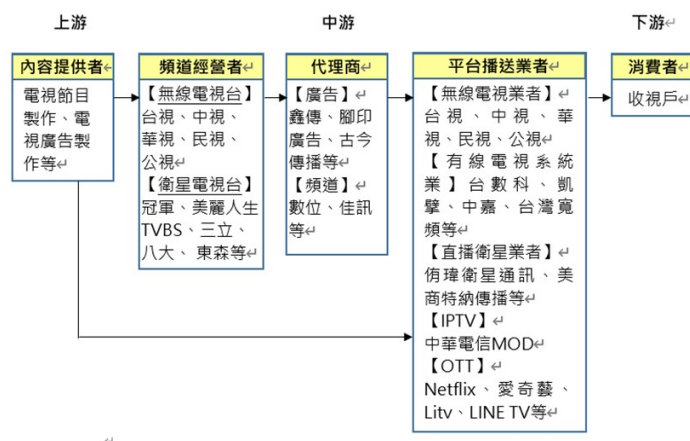 上游
中游
下游
內容提供者
電視節目
製作、電
視廣告製
作等
頻道經營者
【無線電視台】
台視、中視、
華視、民視、
公視
【衛星電視台】
冠軍、美麗人生
TVBS、三立、
八大、 東森等
代理商
【廣告】
鑫傳、腳印
廣告、古今
傳播等
【頻道】
數位、佳訊
等
平台播送業者
【無線電視業者】
台視、中視、華
視、民視、公視
【有線電視系統
業】台數科、凱
擘、中嘉、台灣寬
頻等
【直播衛星業者】
侑瑋衛星通訊、美
商特納傳播等
【IPTV】
中華電信MOD
【OTT】
Netflix、愛奇藝、
Litv、LINE TV等
消費者
收視戶